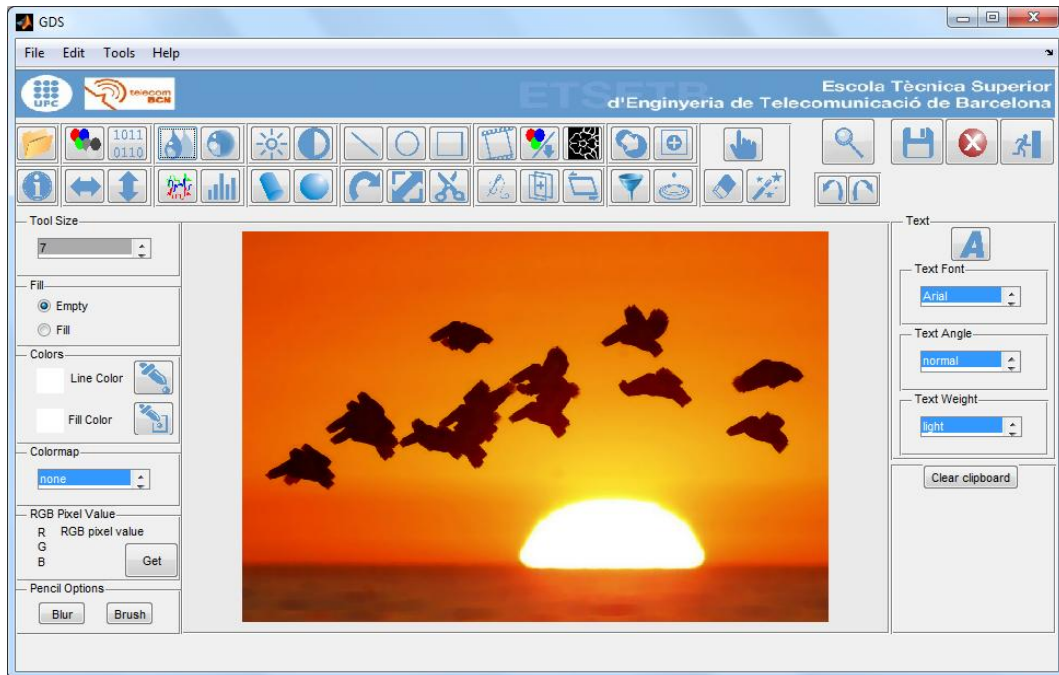 GDS
File Edit Tools Help
UPC
telecom
BCN
ETSETB
Escola Tècnica Superior
d'Enginyeria de Telecomunicació de Barcelona
1011
0110
Tool Size
7
Fill
Empty
Fill
Colors
Line Color
Fill Color
Colormap
none
RGB Pixel Value
R RGB pixel value
G
B
Get
Pencil Options
Blur Brush
Text
A
Text Font
Arial
Text Angle
normal
Text Weight
light
Clear clipboard